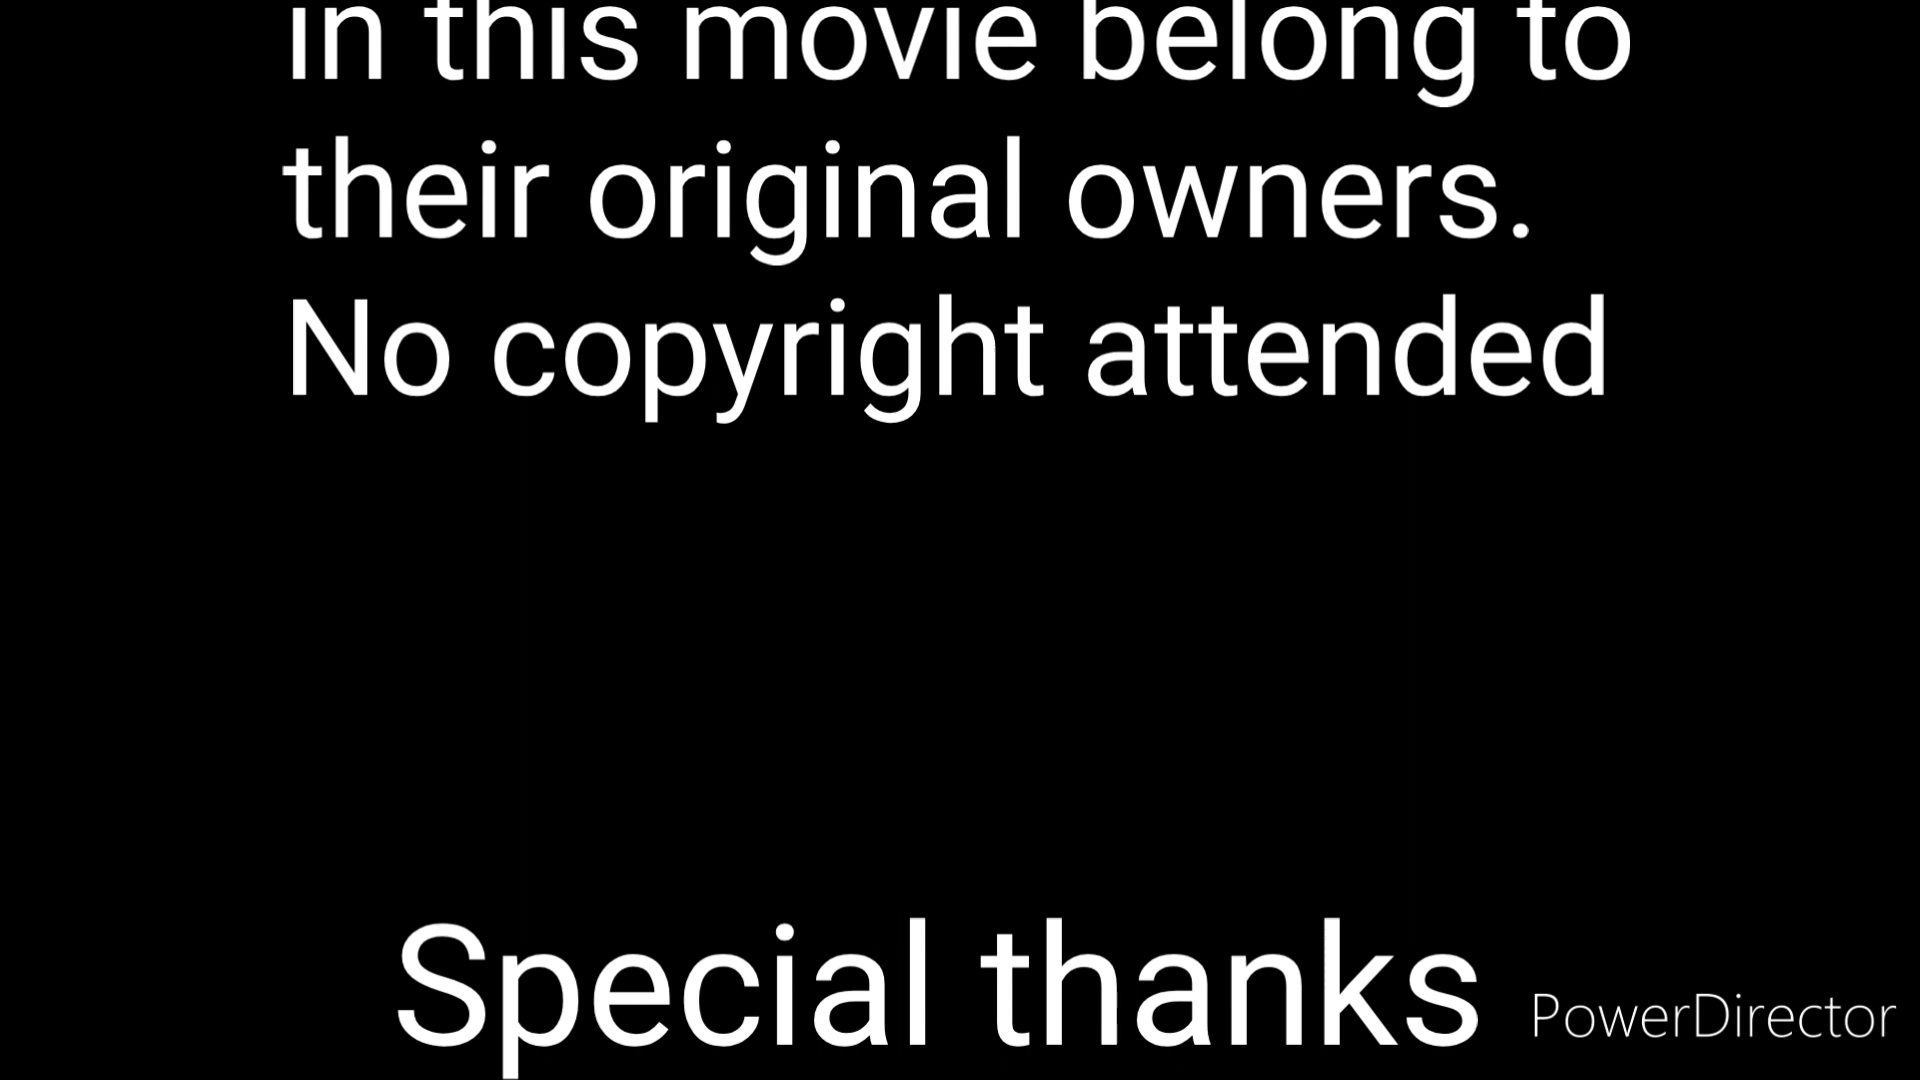 in this movie belong to
their original owners.
No copyright attended
Special thanks
PowerDirector